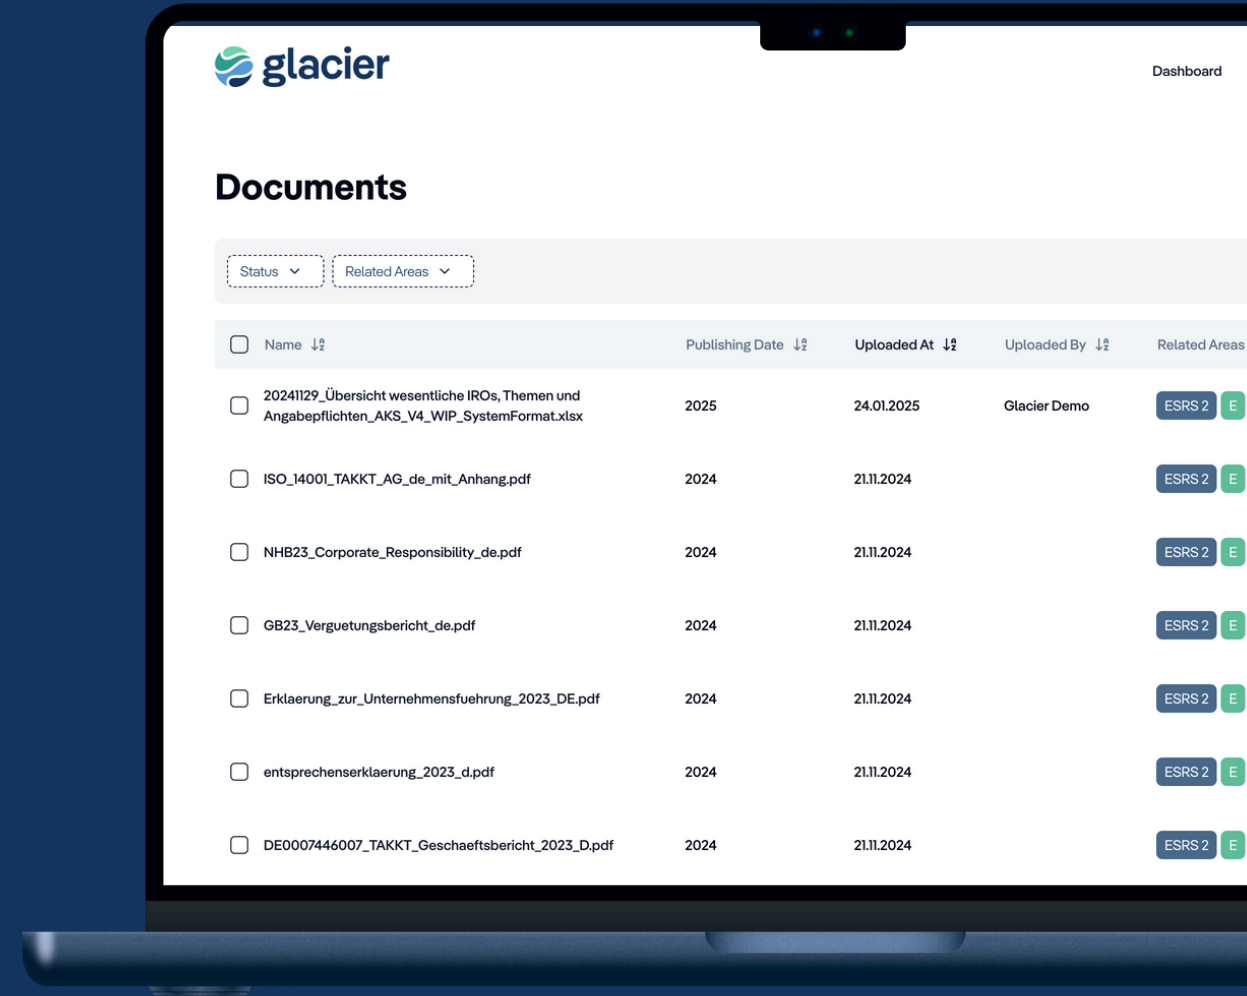 glacier
Dashboard
Documents
Status
Related Areas
Name
Publishing Date
Uploaded At
Uploaded By
Related Areas
20241129_Übersicht wesentliche IROs, Themen und
Angabepflichten_AKS_V4_WIP_SystemFormat.xlsx
2025
24.01.2025
Glacier Demo
ESRS 2
E
ISO_14001_TAKKT_AG_de_mit_Anhang.pdf
2024
21.11.2024
ESRS 2
E
NHB23_Corporate_Responsibility_de.pdf
2024
21.11.2024
ESRS 2
E
GB23_Verguetungsbericht_de.pdf
2024
21.11.2024
ESRS 2
E
Erklaerung_zur_Unternehmensfuehrung_2023_DE.pdf
2024
21.11.2024
ESRS 2
E
entsprechenserklaerung_2023_d.pdf
2024
21.11.2024
ESRS 2
E
DE0007446007_TAKKT_Geschaeftsbericht_2023_D.pdf
2024
21.11.2024
ESRS 2
E